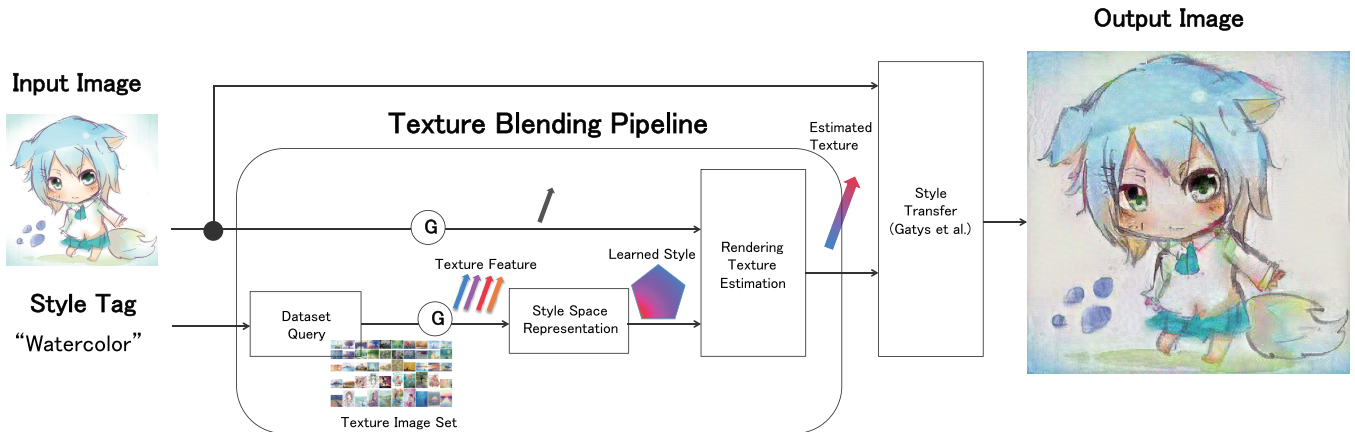 Output Image
Input Image
Texture Blending Pipeline
Estimated
Texture
G
Style
Transfer
(Gatys et al.)
Rendering
Texture
Estimation
Learned Style
Texture Feature
Style Tag
“Watercolor”
Dataset
Query
G
Style Space
Representation
Texture Image Set